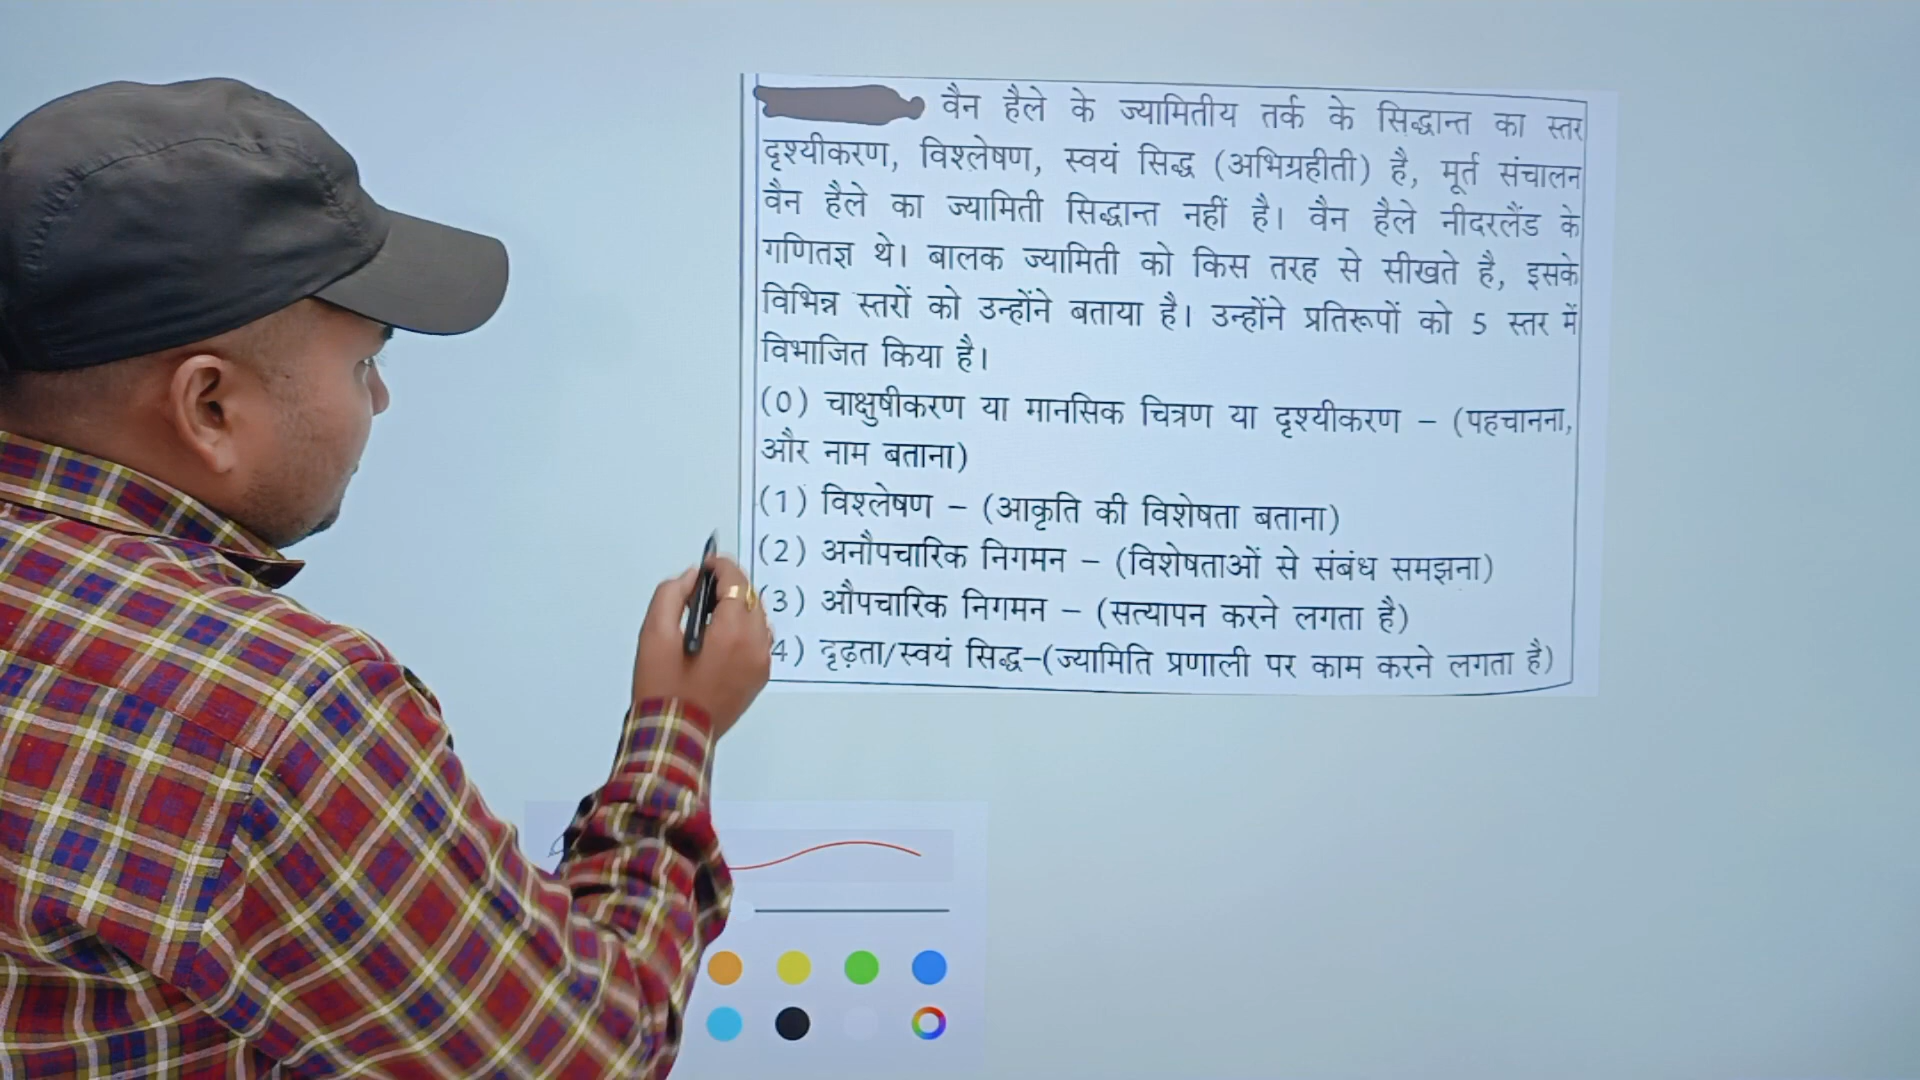 वैन हैले के ज्यामितीय तर्क के सिद्धान्त का स्तर
दृश्यीकरण, विश्लेषण, स्वयं सिद्ध (अभिग्रहीती) है, मूर्त संचालन
वैन हैले का ज्यामिती सिद्धान्त नहीं है। वैन हैले नीदरलैंड के
गणितज्ञ थे। बालक ज्यामिती को किस तरह से सीखते है, इसके
विभिन्न स्तरों को उन्होंने बताया है। उन्होंने प्रतिरूपों को 5 स्तर में
विभाजित किया है।
(0) चाक्षुषीकरण या मानसिक चित्रण या दृश्यीकरण – (पहचानना,
और नाम बताना)
(1) विश्लेषण – (आकृति की विशेषता बताना)
(2) अनौपचारिक निगमन – (विशेषताओं से संबंध समझना)
(3) औपचारिक निगमन – (सत्यापन करने लगता है)
4) दृढ़ता/स्वयं सिद्ध–(ज्यामिति प्रणाली पर काम करने लगता है)